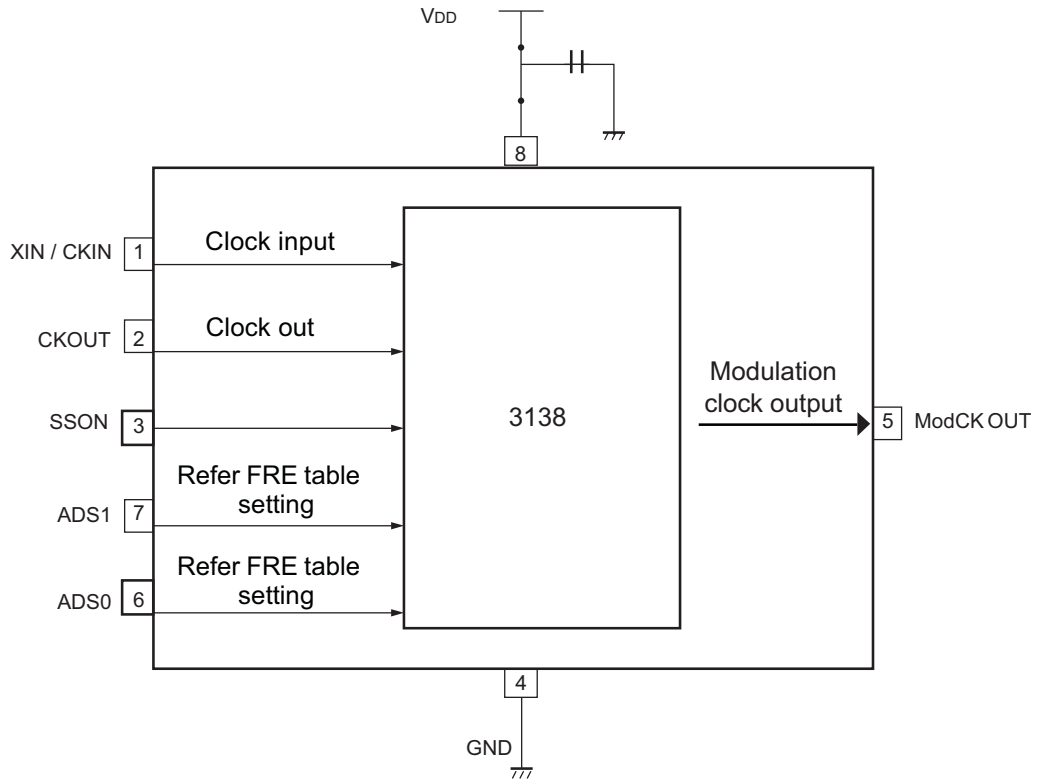 VDD
8
XIN / CKIN
1
Clock input
CKOUT
2
Clock out
SSON
3
3138
Modulation
clock output
5
ModCK OUT
Refer FRE table
setting
ADS1
7
Refer FRE table
setting
ADS0
6
4
GND